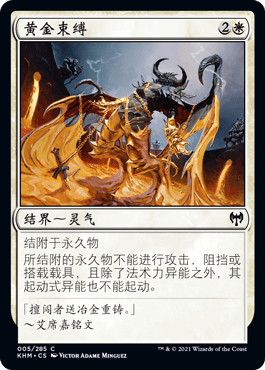 黄金束缚 2
结界～灵气
结附于永久物
所结附的永久物不能进行攻击，阻挡或
搭载载具，且除了法术力异能之外，其
起动式异能也不能起动。
「擅闯者送冶金重铸。」
～艾席嘉铭文
005/285 C
KHM • CS VICTOR ADAME MINGUEZ
™ & © 2021 Wizards of the Coast